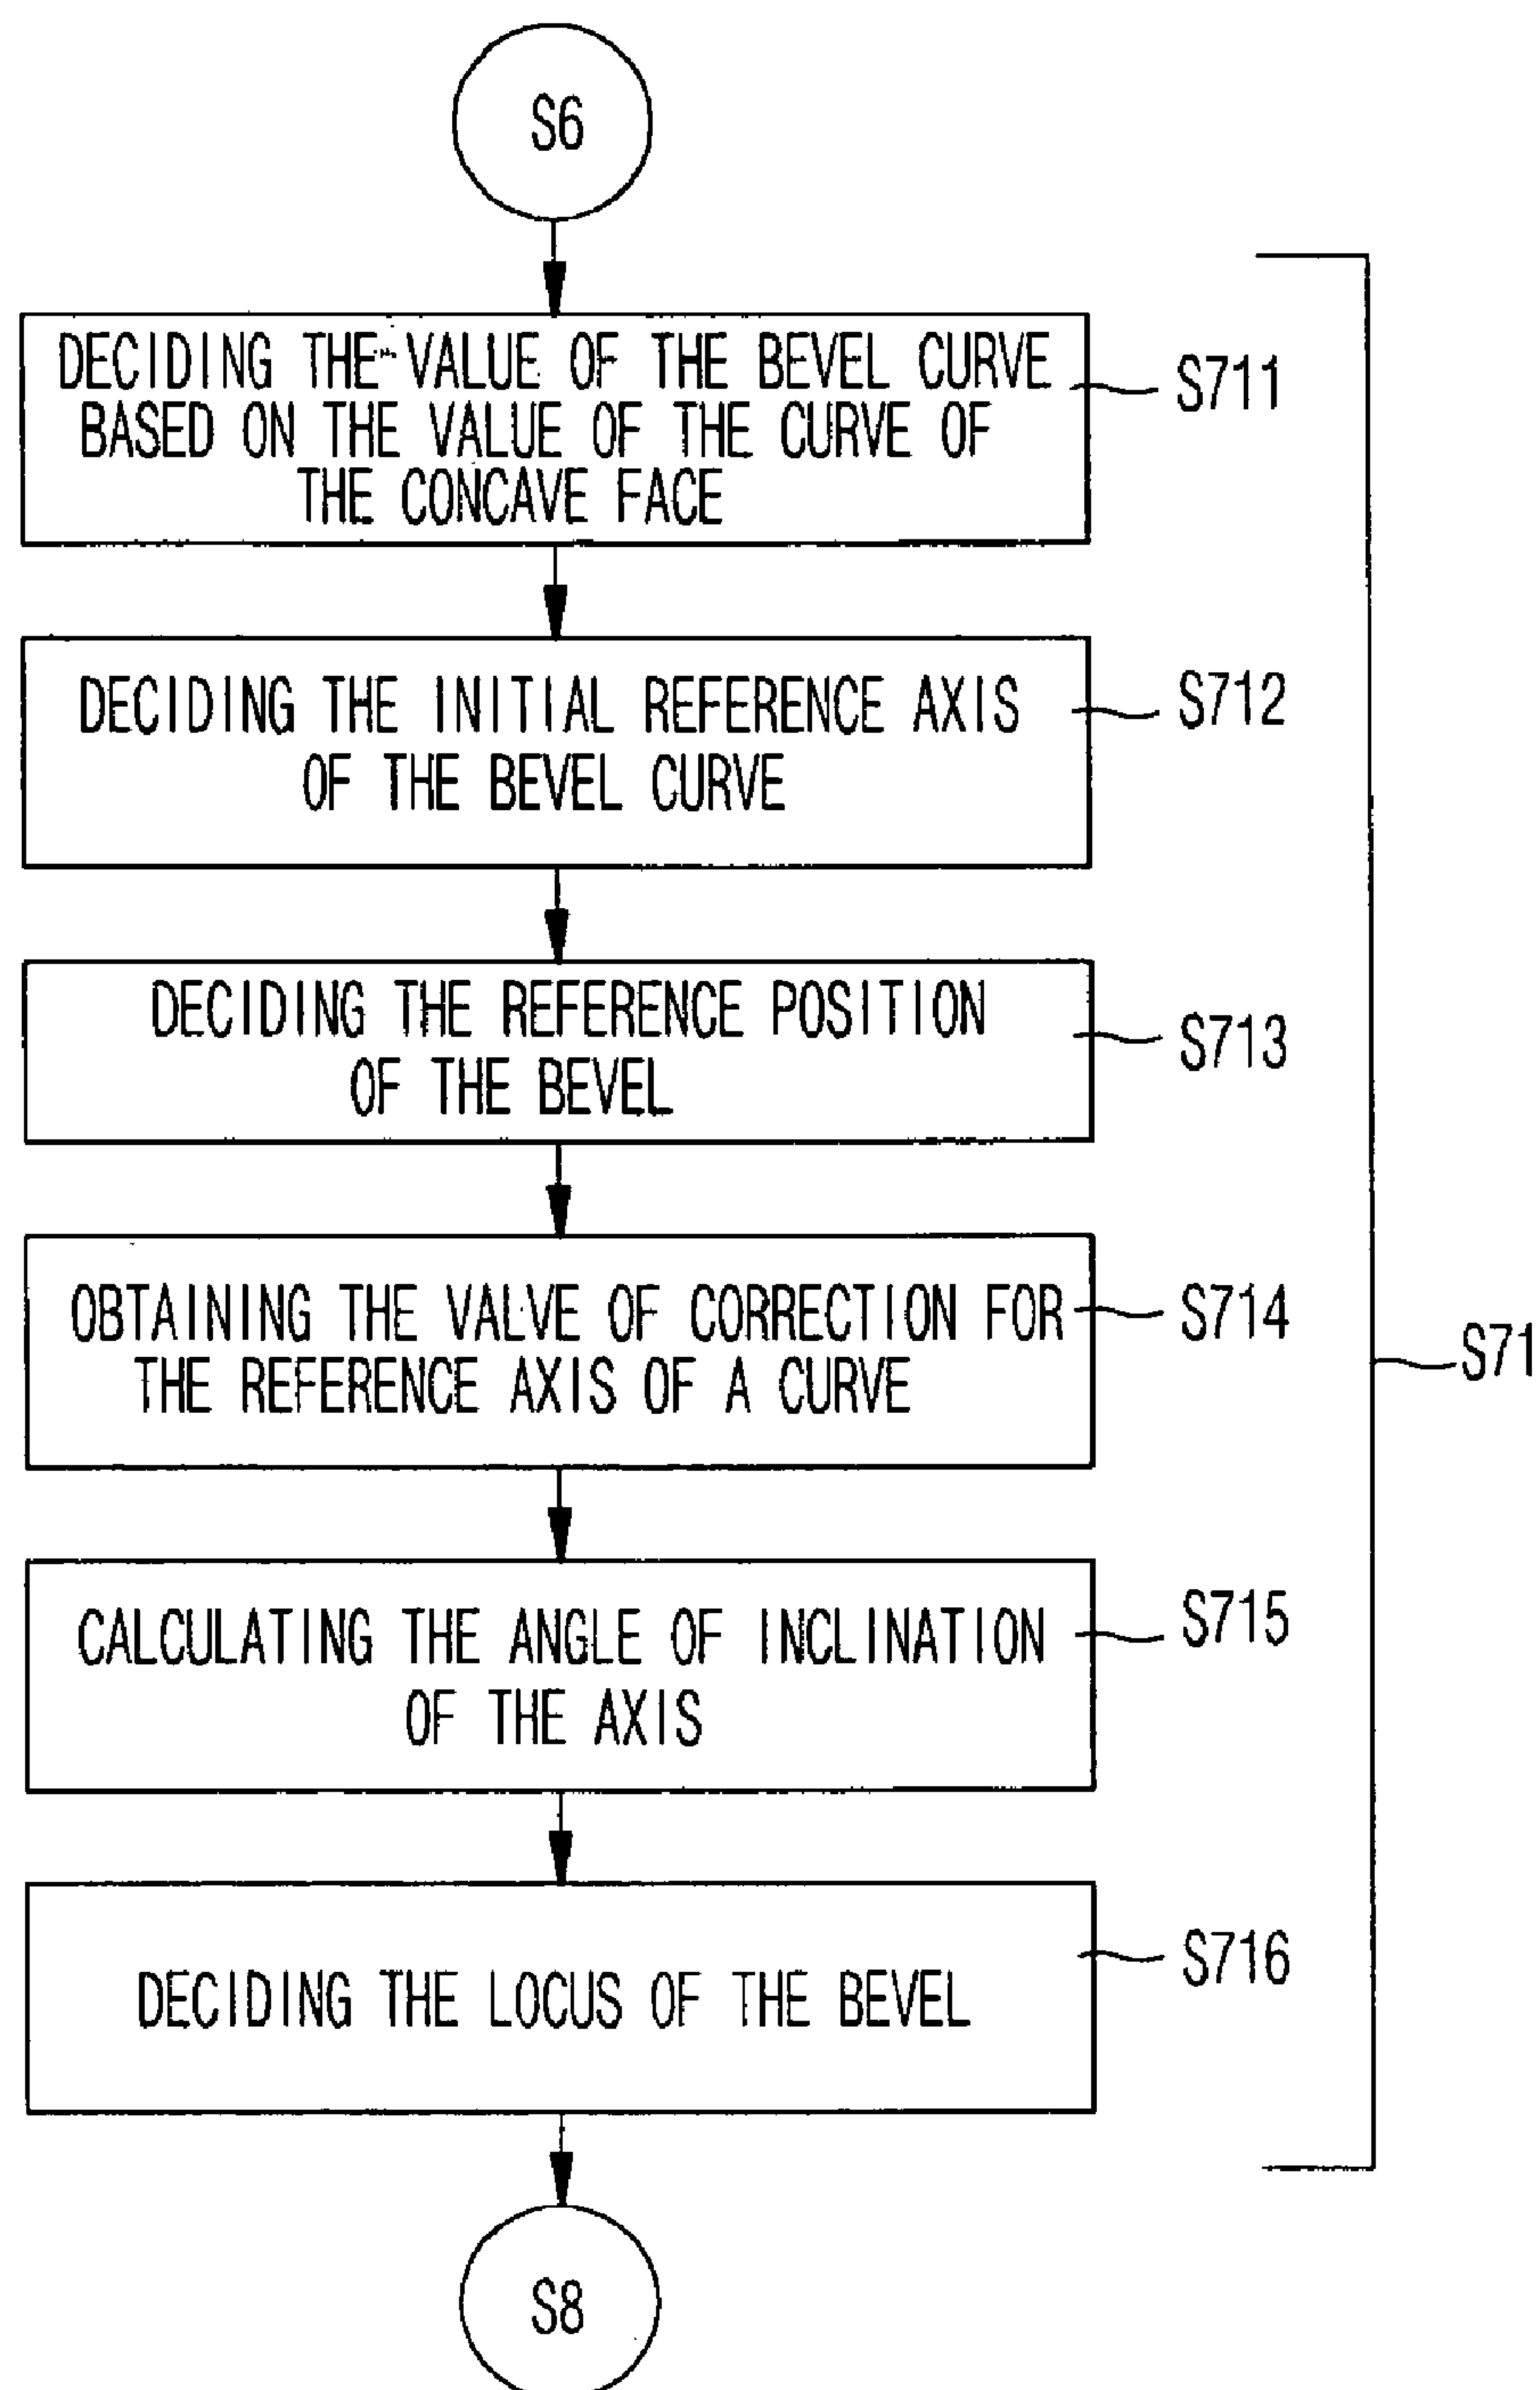 S6
DECIDING THE VALUE OF THE BEVEL CURVE
BASED ON THE VALUE OF THE CURVE OF
THE CONCAVE FACE
S711
DECIDING THE INITIAL REFERENCE AXIS
OF THE BEVEL CURVE
S712
DECIDING THE REFERENCE POSITION
OF THE BEVEL
S713
OBTAINING THE VALVE OF CORRECTION FOR
THE REFERENCE AXIS OF A CURVE
S714
S71
CALCULATING THE ANGLE OF INCLINATION
OF THE AXIS
S715
DECIDING THE LOCUS OF THE BEVEL
S716
S8